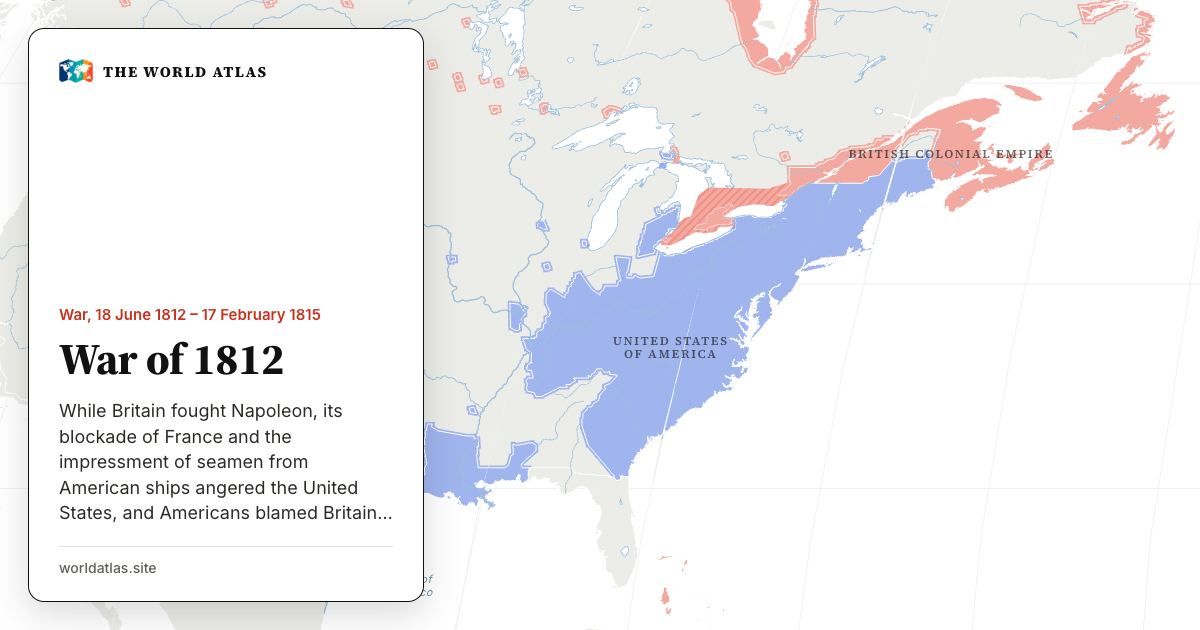 THE WORLD ATLAS
War, 18 June 1812 – 17 February 1815
War of 1812
While Britain fought Napoleon, its
blockade of France and the
impressment of seamen from
American ships angered the United
States, and Americans blamed Britain...
worldatlas.site
BRITISH COLONIAL EMPIRE
UNITED STATES
OF AMERICA
of
co